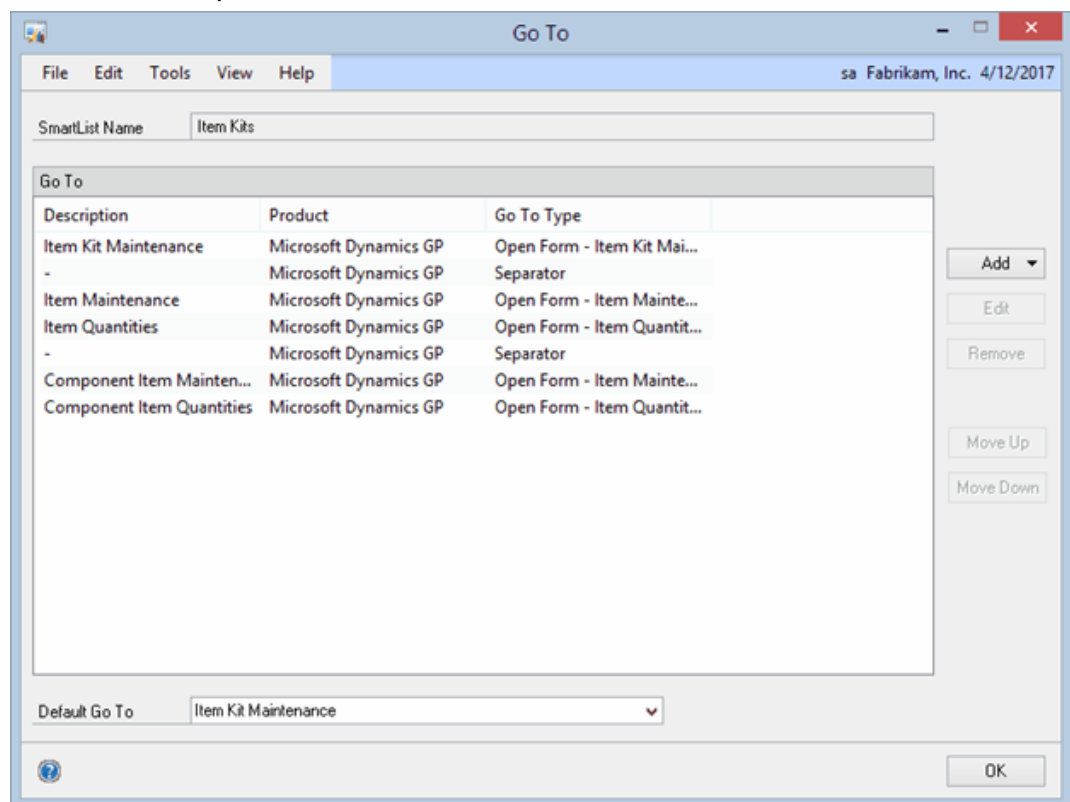 Go To
File Edit Tools View Help sa Fabrikam, Inc. 4/12/2017
SmartList Name Item Kits
Go To
Description Product Go To Type
Item Kit Maintenance Microsoft Dynamics GP Open Form - Item Kit Mai...
- Microsoft Dynamics GP Separator
Item Maintenance Microsoft Dynamics GP Open Form - Item Mainte...
Item Quantities Microsoft Dynamics GP Open Form - Item Quantit...
- Microsoft Dynamics GP Separator
Component Item Mainten... Microsoft Dynamics GP Open Form - Item Mainte...
Component Item Quantities Microsoft Dynamics GP Open Form - Item Quantit...
Add
Edit
Remove
Move Up
Move Down
Default Go To Item Kit Maintenance
OK